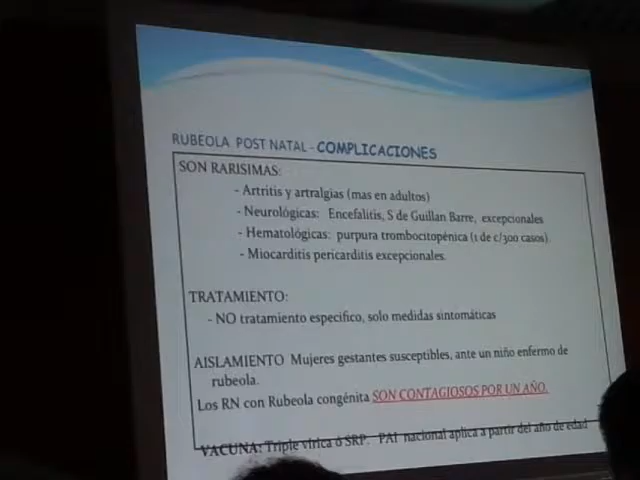 RUBEOLA POST NATAL - COMPLICACIONES
SON RARISIMAS:
- Artritis y artralgias (mas en adultos)
- Neurológicas: Encefalitis, S de Guillan Barre, excepcionales
- Hematológicas: purpura trombocitopénica (1 de c/300 casos).
- Miocarditis pericarditis excepcionales.
TRATAMIENTO:
- NO tratamiento especifico, solo medidas sintomáticas
AISLAMIENTO Mujeres gestantes susceptibles, ante un niño enfermo de
rubeola.
Los RN con Rubeola congénita SON CONTAGIOSOS POR UN AÑO.
VACUNA: Triple vírica ó SRP. PAI nacional aplica a partir del año de edad